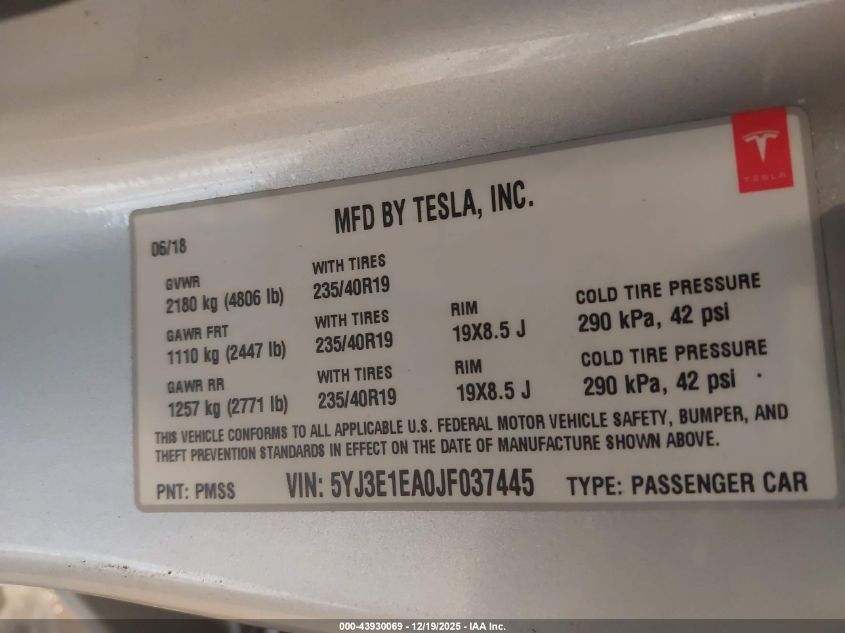 TESLA
MFD BY TESLA, INC.
06/18
GVWR
2180 kg (4806 lb)
WITH TIRES
235/40R19
GAWR FRT
1110 kg (2447 lb)
WITH TIRES
235/40R19
RIM
19X8.5 J
COLD TIRE PRESSURE
290 kPa, 42 psi
GAWR RR
1257 kg (2771 lb)
WITH TIRES
235/40R19
RIM
19X8.5 J
COLD TIRE PRESSURE
290 kPa, 42 psi
THIS VEHICLE CONFORMS TO ALL APPLICABLE U.S. FEDERAL MOTOR VEHICLE SAFETY, BUMPER, AND
THEFT PREVENTION STANDARDS IN EFFECT ON THE DATE OF MANUFACTURE SHOWN ABOVE.
PNT: PMSS VIN: 5YJ3E1EA0JF037445 TYPE: PASSENGER CAR
000-43930069 - 12/19/2025 - IAA Inc.